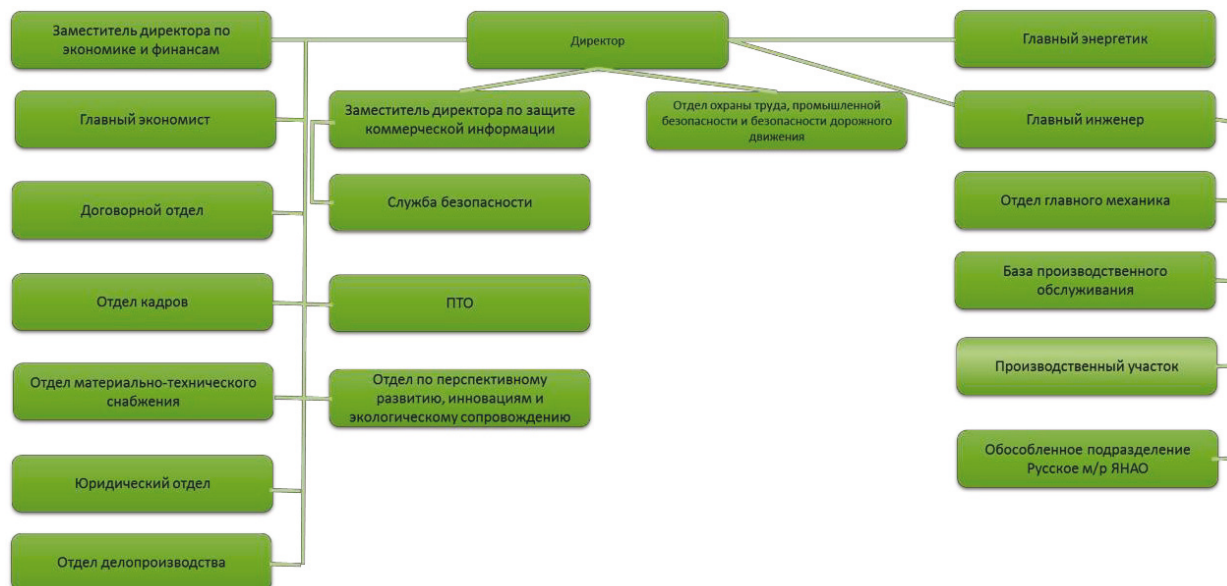 Заместитель директора по
экономике и финансам
Директор
Главный энергетик
Главный экономист
Заместитель директора по защите
коммерческой информации
Отдел охраны труда, промышленной
безопасности и безопасности дорожного
движения
Главный инженер
Договорной отдел
Служба безопасности
Отдел главного механика
База производственного
обслуживания
Отдел кадров
ПТО
Производственный участок
Отдел материально-технического
снабжения
Отдел по перспективному
развитию, инновациям и
экологическому сопровождению
Обособленное подразделение
Русское м/р ЯНАО
Юридический отдел
Отдел делопроизводства